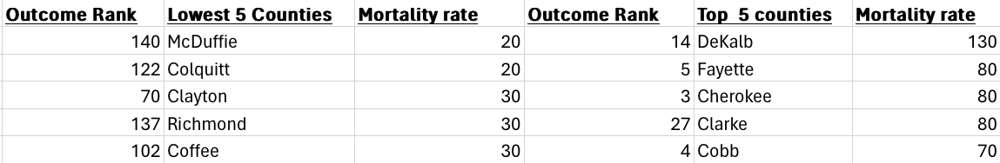 Outcome Rank Lowest 5 Counties Mortality rate Outcome Rank Top  5 counties Mortality rate
140 McDuffie 20 14 DeKalb 130
122 Colquitt 20 5 Fayette 80
70 Clayton 30 3 Cherokee 80
137 Richmond 30 27 Clarke 80
102 Coffee 30 4 Cobb 70